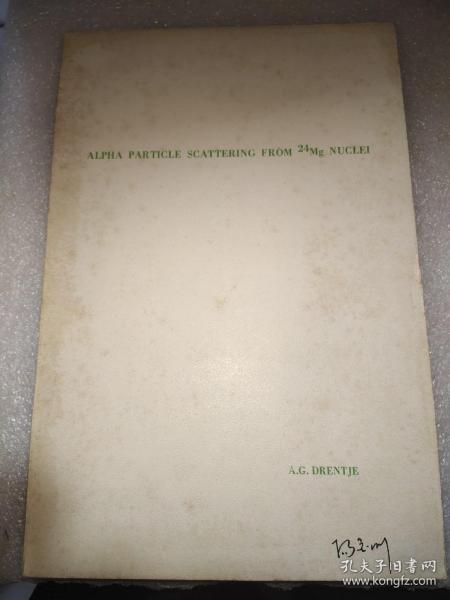 ALPHA PARTICLE SCATTERING FROM ²⁴Mg NUCLEI
A.G. DRENTJE
孔夫子旧书网
www.kongfz.com